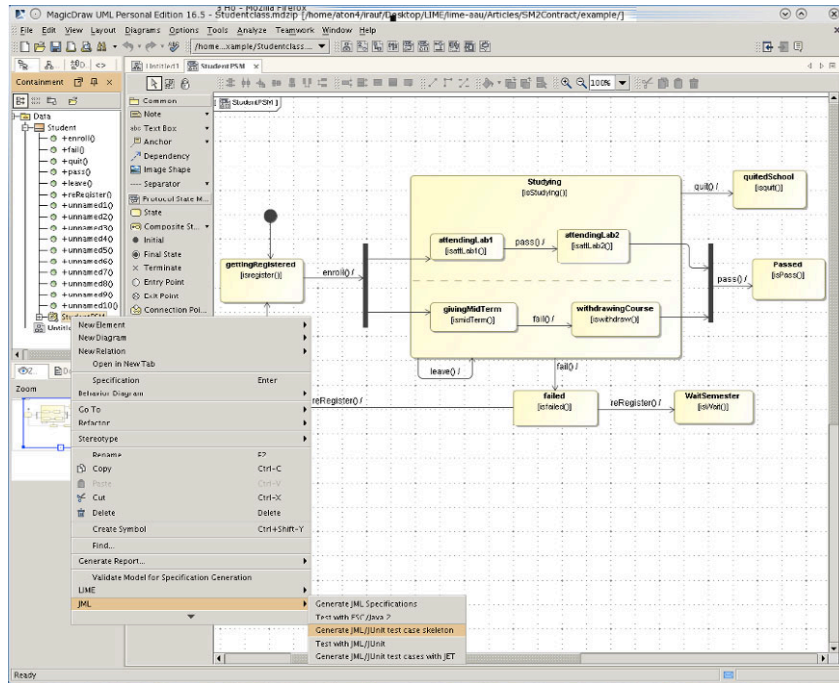 MagicDraw UML Personal Edition 16.5 - Studentclass.mdzip [/home/aton4/irauf/Desktop/LIME/lime-aau/Articles/SM2Contract/example/]
File Edit View Layout Diagrams Options Tools Analyze Teamwork Window Help
/home...xample/Studentclass....
Untitled1
StudentPSM
Containment
100%
Data
Student
+enroll()
+fail()
+quit()
+pass()
+leave()
+reRegister()
+unnamed1()
+unnamed2()
+unnamed3()
+unnamed4()
+unnamed5()
+unnamed6()
+unnamed7()
+unnamed8()
+unnamed9()
+unnamed10()
StudentPSM
Common
Note
abc Text Box
Anchor
Dependency
Image Shape
Separator
Protocol State M...
State
Composite St...
Initial
Final State
Terminate
Entry Point
Exit Point
Connection Poi...
StudentPSM
Studying
[isStudying()]
quit() /
quitedSchool
[isquit()]
attendingLab1
[isattLab1()]
pass() /
attendingLab2
[isattLab2()]
gettingRegistered
[isregister()]
enroll() /
pass() /
Passed
[isPass()]
givingMidTerm
[ismidTerm()]
fail() /
withdrawingCourse
[iswithdraw()]
leave() /
fail() /
reRegister() /
failed
[isfailed()]
reRegister() /
WaitSemester
[isWait()]
Zoom
New Element
New Diagram
New Relation
Open in New Tab
Specification Enter
Behavior Diagram
Go To
Refactor
Stereotype
Rename F2
Copy Ctrl-C
Paste Ctrl-V
Cut Ctrl-X
Delete Delete
Create Symbol Ctrl+Shift-Y
Find...
Generate Report...
Validate Model for Specification Generation
LIME
JML
Generate JML Specifications
Test with ESC/Java 2
Generate JML/JUnit test case skeleton
Test with JML/JUnit
Generate JML/JUnit test cases with JET
Ready